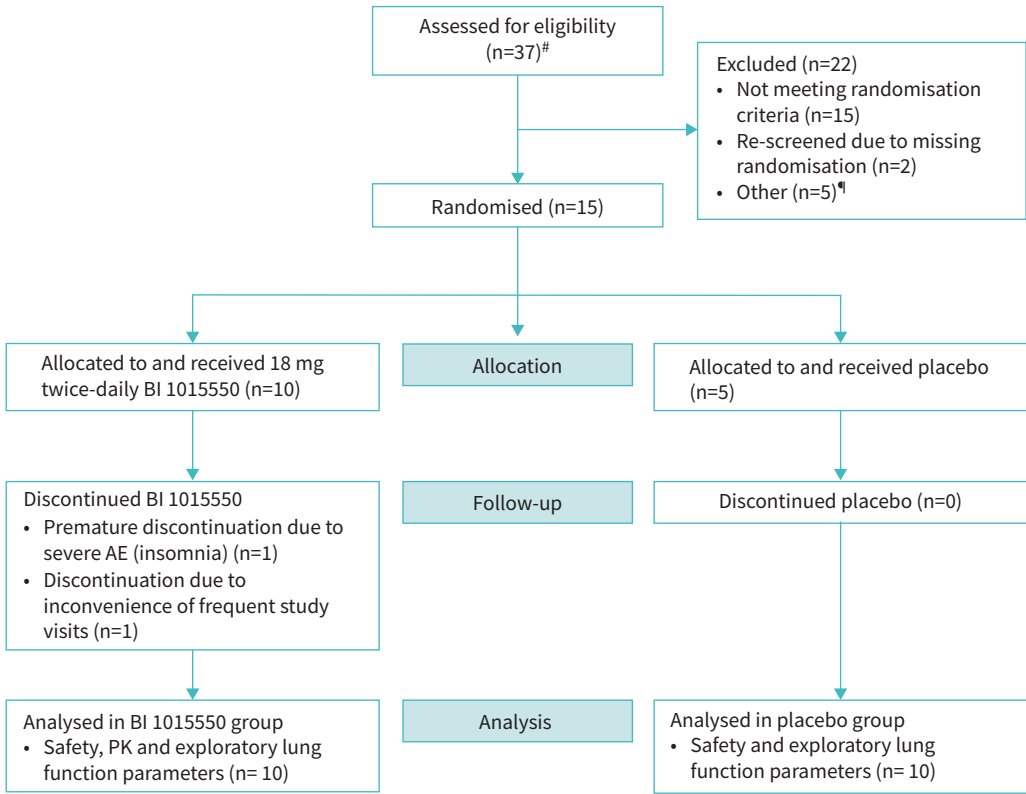 Assessed for eligibility
(n=37)#
Excluded (n=22)
• Not meeting randomisation
criteria (n=15)
• Re-screened due to missing
randomisation (n=2)
• Other (n=5)¶
Randomised (n=15)
Allocated to and received 18 mg
twice-daily BI 1015550 (n=10)
Allocation
Allocated to and received placebo
(n=5)
Discontinued BI 1015550
• Premature discontinuation due to
severe AE (insomnia) (n=1)
• Discontinuation due to
inconvenience of frequent study
visits (n=1)
Follow-up
Discontinued placebo (n=0)
Analysed in BI 1015550 group
• Safety, PK and exploratory lung
function parameters (n= 10)
Analysis
Analysed in placebo group
• Safety and exploratory lung
function parameters (n= 10)